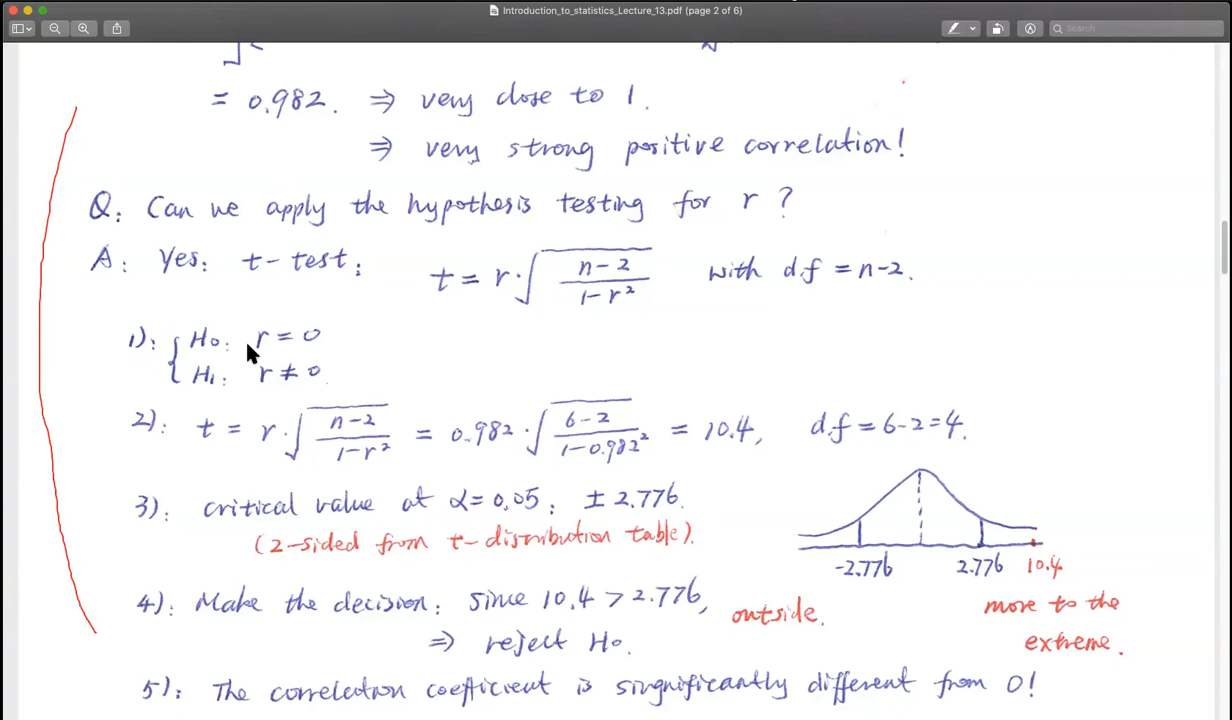 Introduction_to_statistics_Lecture_13.pdf (page 2 of 6)
Search
= 0.982. ⇒ very close to 1.
⇒ very strong positive correlation!
Q: Can we apply the hypothesis testing for r ?
A: Yes: t-test: t = r·√((n-2)/(1-r²)) with d.f = n-2.
1): { H₀: r = 0
H₁: r ≠ 0
2): t = r·√((n-2)/(1-r²)) = 0.982·√((6-2)/(1-0.982²)) = 10.4, d.f = 6-2=4.
3): critical value at α=0.05: ± 2.776.
(2-sided from t-distribution table).
-2.776 2.776 10.4
4): Make the decision: since 10.4 > 2.776, outside.
more to the
extreme.
⇒ reject H₀.
5): The correlection coefficient is singnificantly different from 0!